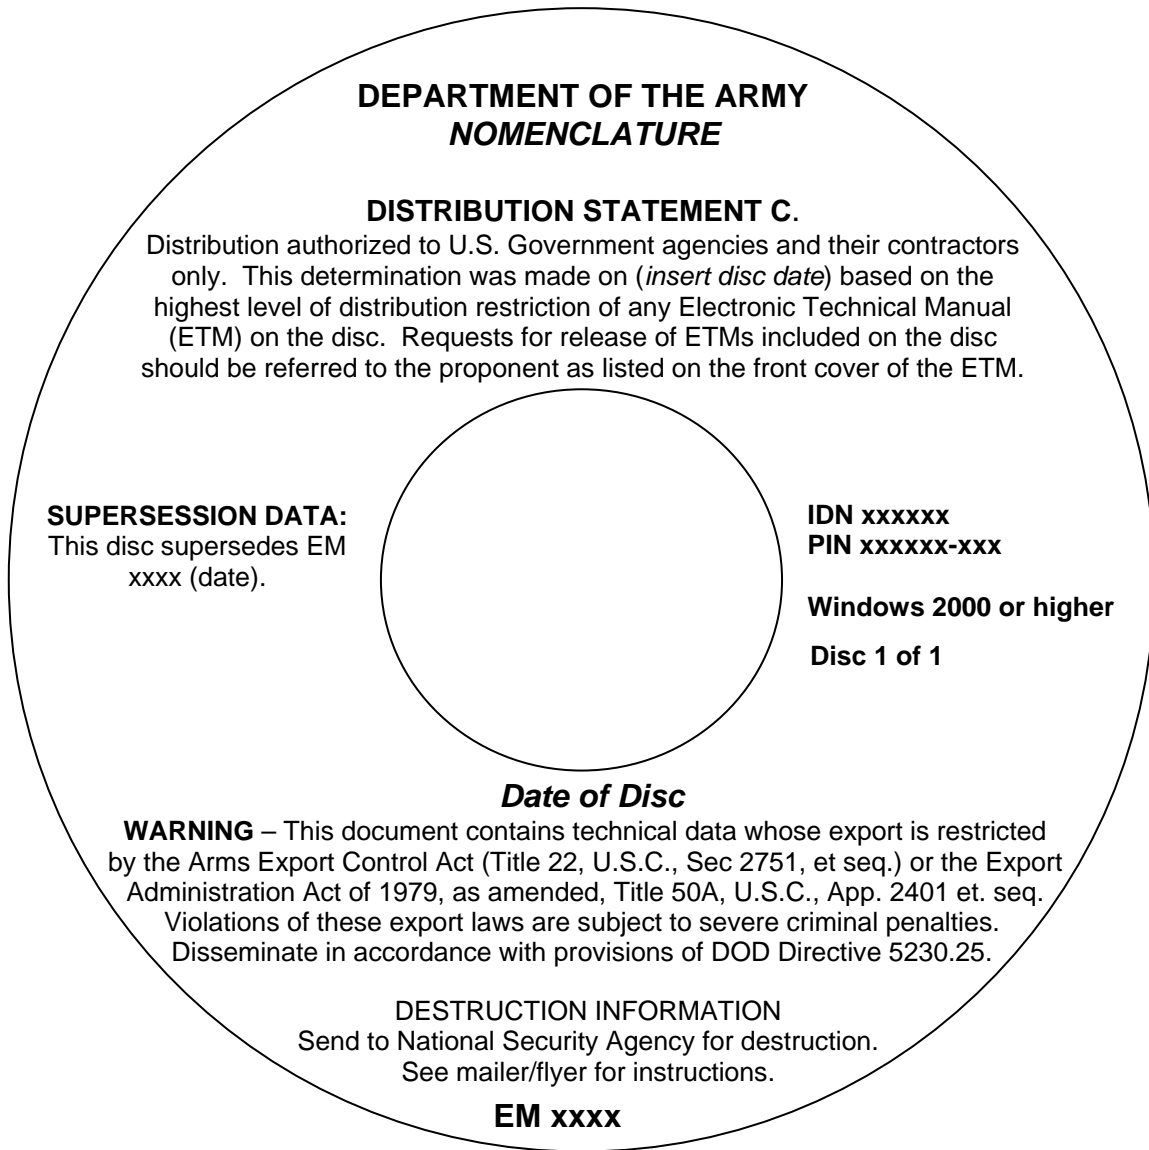 DEPARTMENT OF THE ARMY
NOMENCLATURE
DISTRIBUTION STATEMENT C.
Distribution authorized to U.S. Government agencies and their contractors
only.  This determination was made on (insert disc date) based on the
highest level of distribution restriction of any Electronic Technical Manual
(ETM) on the disc.  Requests for release of ETMs included on the disc
should be referred to the proponent as listed on the front cover of the ETM.
SUPERSESSION DATA:
This disc supersedes EM
xxxx (date).
IDN xxxxxx
PIN xxxxxx-xxx
Windows 2000 or higher
Disc 1 of 1
Date of Disc
WARNING – This document contains technical data whose export is restricted
by the Arms Export Control Act (Title 22, U.S.C., Sec 2751, et seq.) or the Export
Administration Act of 1979, as amended, Title 50A, U.S.C., App. 2401 et. seq.
Violations of these export laws are subject to severe criminal penalties.
Disseminate in accordance with provisions of DOD Directive 5230.25.
DESTRUCTION INFORMATION
Send to National Security Agency for destruction.
See mailer/flyer for instructions.
EM xxxx